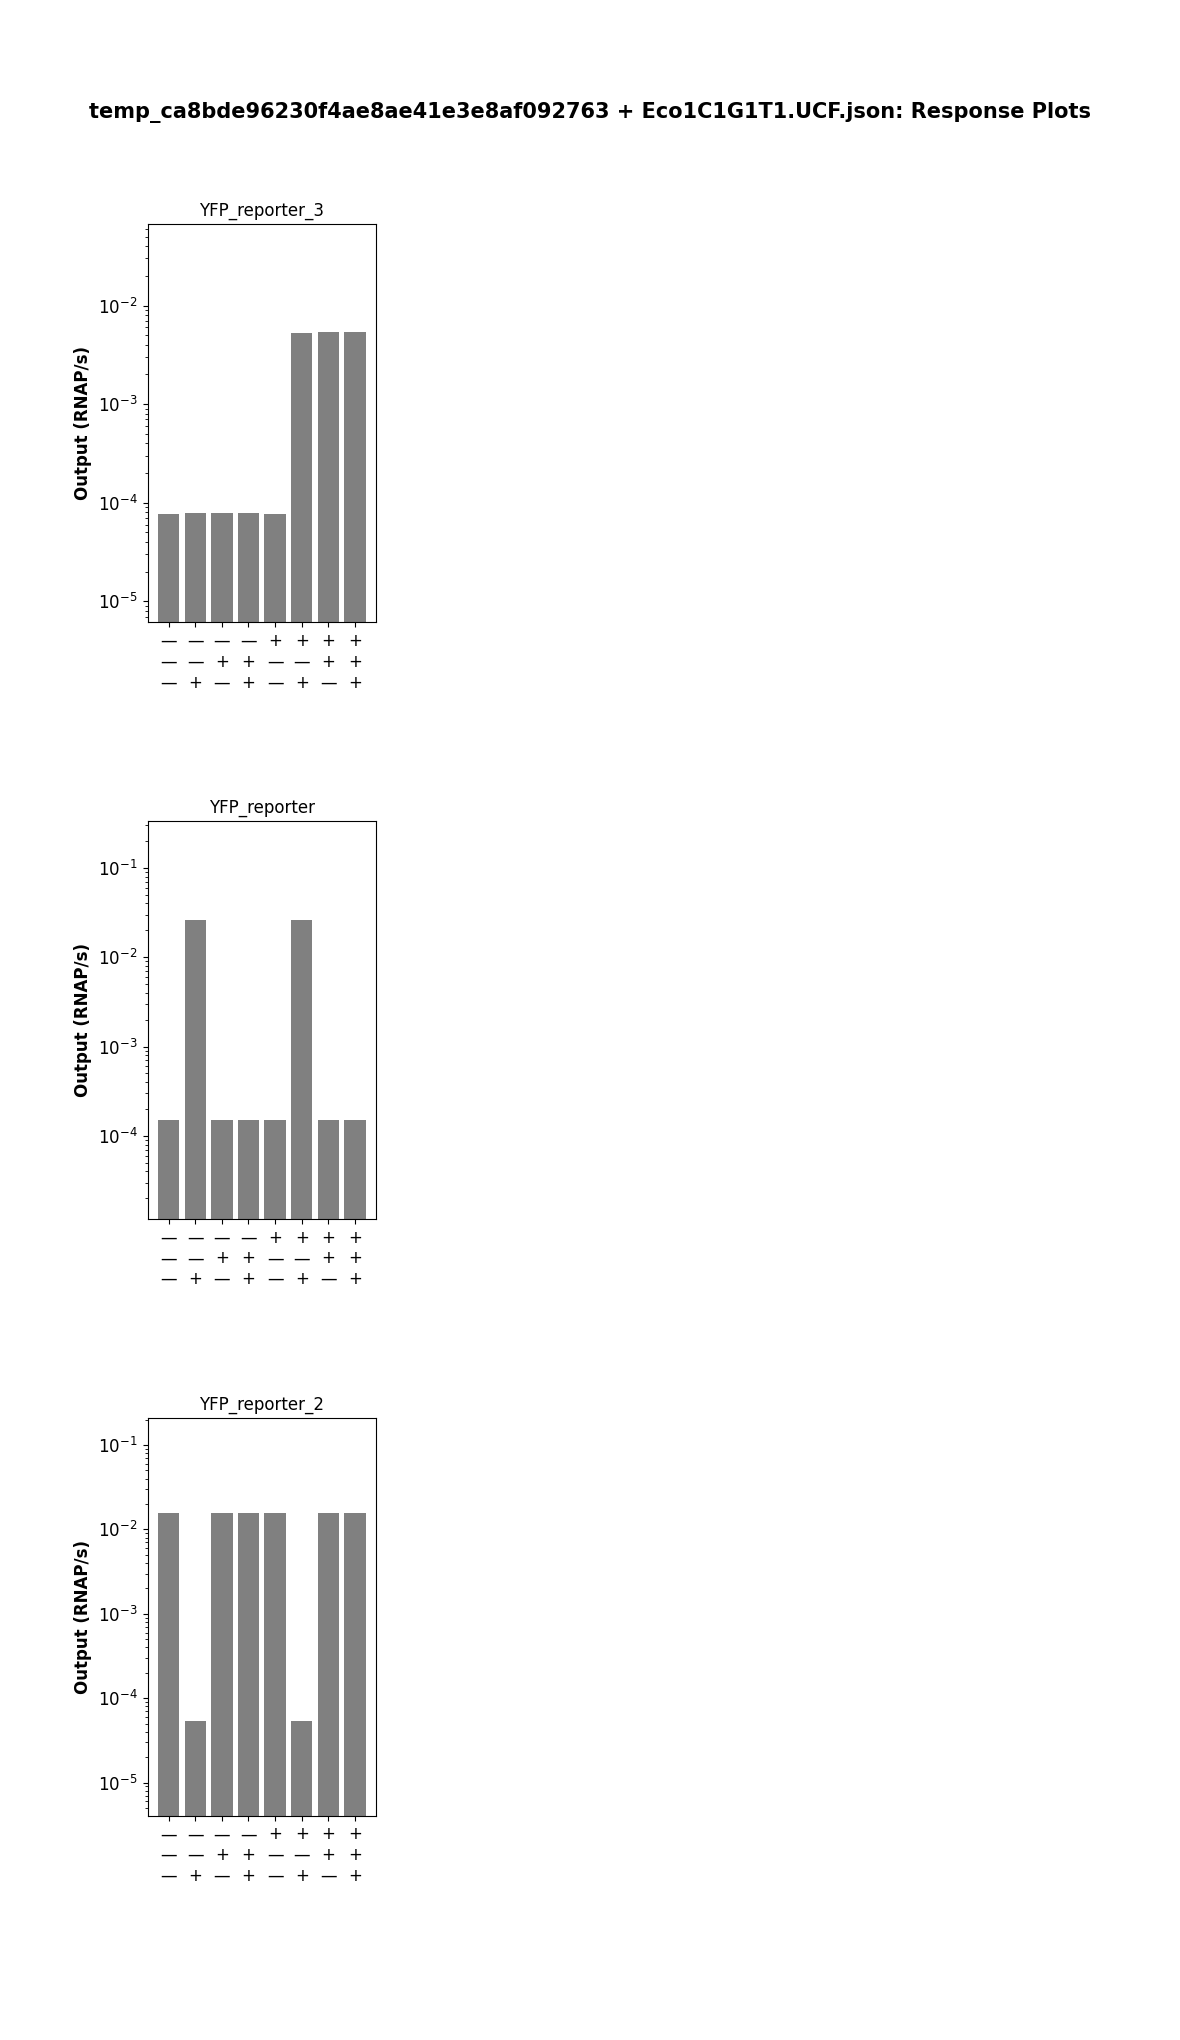 temp_ca8bde96230f4ae8ae41e3e8af092763 + Eco1C1G1T1.UCF.json: Response Plots
YFP_reporter_3
Output (RNAP/s)
10⁻²
10⁻³
10⁻⁴
10⁻⁵
— — — — + + + +
— — + + — — + +
— + — + — + — +
YFP_reporter
Output (RNAP/s)
10⁻¹
10⁻²
10⁻³
10⁻⁴
— — — — + + + +
— — + + — — + +
— + — + — + — +
YFP_reporter_2
Output (RNAP/s)
10⁻¹
10⁻²
10⁻³
10⁻⁴
10⁻⁵
— — — — + + + +
— — + + — — + +
— + — + — + — +